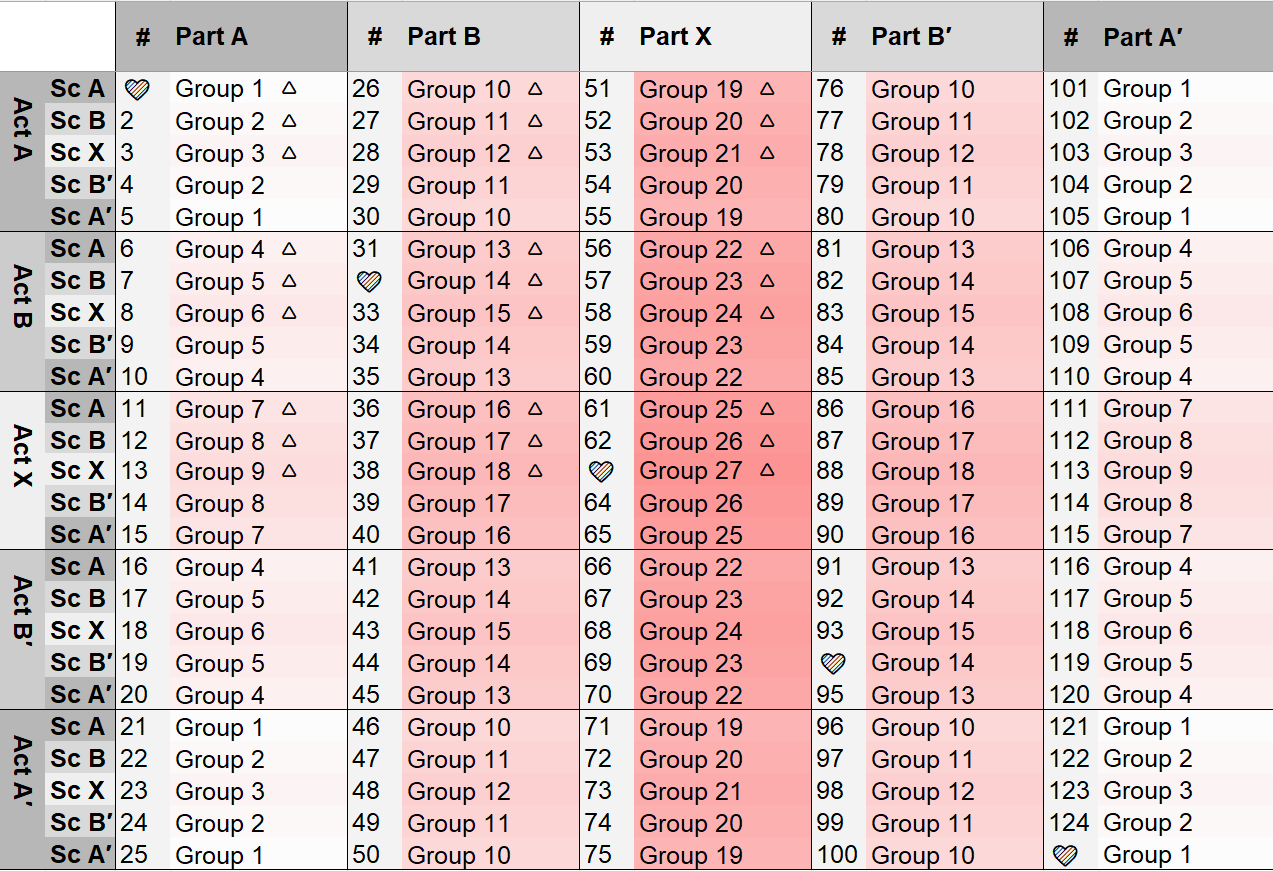 # Part A # Part B # Part X # Part B′ # Part A′
Act A
Sc A Group 1 △ 26 Group 10 △ 51 Group 19 △ 76 Group 10 101 Group 1
Sc B 2 Group 2 △ 27 Group 11 △ 52 Group 20 △ 77 Group 11 102 Group 2
Sc X 3 Group 3 △ 28 Group 12 △ 53 Group 21 △ 78 Group 12 103 Group 3
Sc B′ 4 Group 2 29 Group 11 54 Group 20 79 Group 11 104 Group 2
Sc A′ 5 Group 1 30 Group 10 55 Group 19 80 Group 10 105 Group 1
Act B
Sc A 6 Group 4 △ 31 Group 13 △ 56 Group 22 △ 81 Group 13 106 Group 4
Sc B 7 Group 5 △ Group 14 △ 57 Group 23 △ 82 Group 14 107 Group 5
Sc X 8 Group 6 △ 33 Group 15 △ 58 Group 24 △ 83 Group 15 108 Group 6
Sc B′ 9 Group 5 34 Group 14 59 Group 23 84 Group 14 109 Group 5
Sc A′ 10 Group 4 35 Group 13 60 Group 22 85 Group 13 110 Group 4
Act X
Sc A 11 Group 7 △ 36 Group 16 △ 61 Group 25 △ 86 Group 16 111 Group 7
Sc B 12 Group 8 △ 37 Group 17 △ 62 Group 26 △ 87 Group 17 112 Group 8
Sc X 13 Group 9 △ 38 Group 18 △ Group 27 △ 88 Group 18 113 Group 9
Sc B′ 14 Group 8 39 Group 17 64 Group 26 89 Group 17 114 Group 8
Sc A′ 15 Group 7 40 Group 16 65 Group 25 90 Group 16 115 Group 7
Act B′
Sc A 16 Group 4 41 Group 13 66 Group 22 91 Group 13 116 Group 4
Sc B 17 Group 5 42 Group 14 67 Group 23 92 Group 14 117 Group 5
Sc X 18 Group 6 43 Group 15 68 Group 24 93 Group 15 118 Group 6
Sc B′ 19 Group 5 44 Group 14 69 Group 23 Group 14 119 Group 5
Sc A′ 20 Group 4 45 Group 13 70 Group 22 95 Group 13 120 Group 4
Act A′
Sc A 21 Group 1 46 Group 10 71 Group 19 96 Group 10 121 Group 1
Sc B 22 Group 2 47 Group 11 72 Group 20 97 Group 11 122 Group 2
Sc X 23 Group 3 48 Group 12 73 Group 21 98 Group 12 123 Group 3
Sc B′ 24 Group 2 49 Group 11 74 Group 20 99 Group 11 124 Group 2
Sc A′ 25 Group 1 50 Group 10 75 Group 19 100 Group 10 Group 1